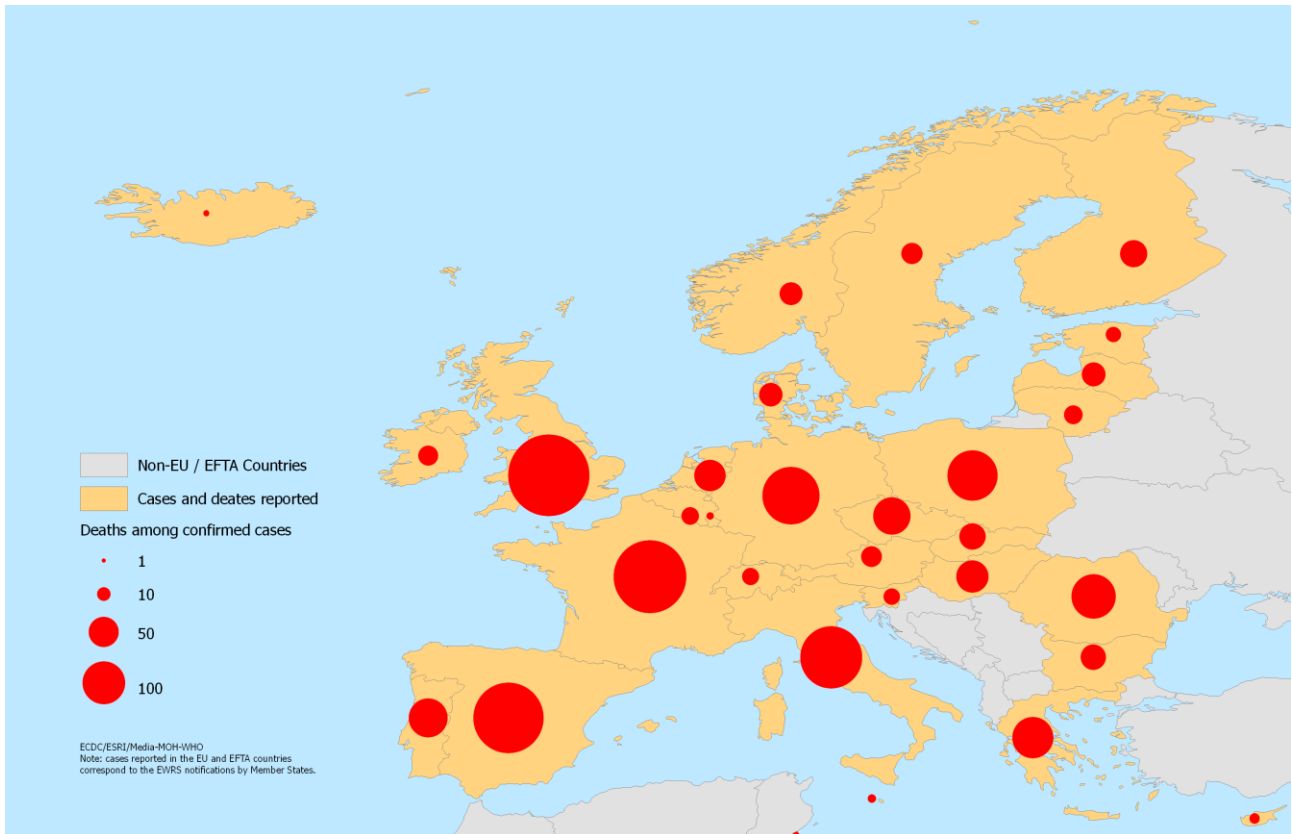 Non-EU / EFTA Countries
Cases and deates reported
Deaths among confirmed cases
1
10
50
100
ECDC/ESRI/Media-MOH-WHO
Note: cases reported in the EU and EFTA countries
correspond to the EWRS notifications by Member States.